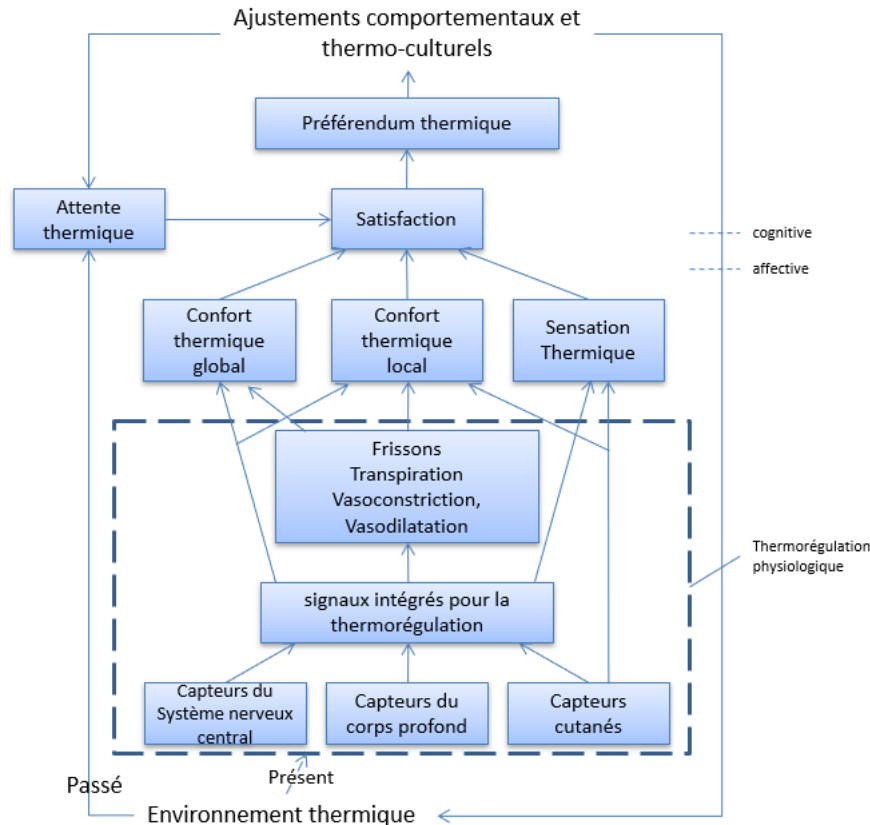 Ajustements comportementaux et
thermo-culturels
Préférendum thermique
Attente
thermique
Satisfaction
cognitive
affective
Confort
thermique
global
Confort
thermique
local
Sensation
Thermique
Frissons
Transpiration
Vasoconstriction,
Vasodilatation
Thermorégulation
physiologique
signaux intégrés pour la
thermorégulation
Capteurs du
Système nerveux
central
Capteurs du
corps profond
Capteurs
cutanés
Passé
Présent
Environnement thermique